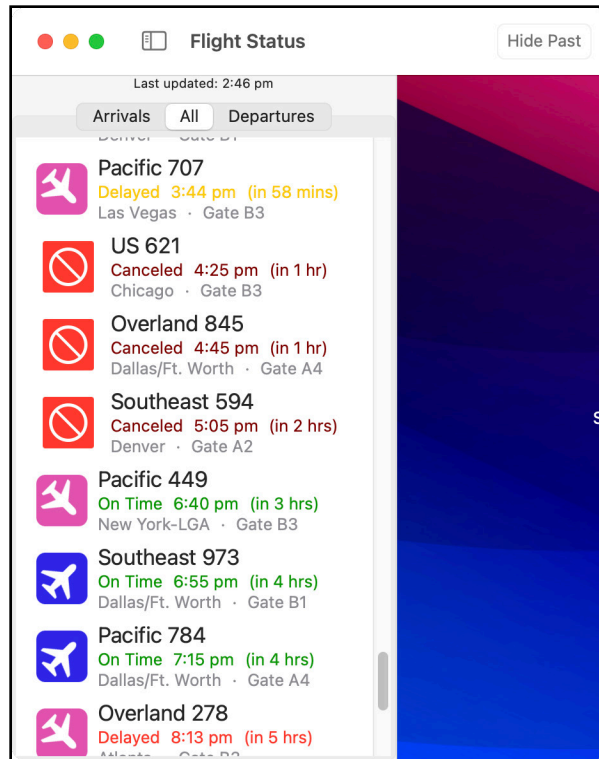 Flight Status
Hide Past
Last updated: 2:46 pm
Arrivals All Departures
Denver · Gate B1
Pacific 707
Delayed 3:44 pm (in 58 mins)
Las Vegas · Gate B3
US 621
Canceled 4:25 pm (in 1 hr)
Chicago · Gate B3
Overland 845
Canceled 4:45 pm (in 1 hr)
Dallas/Ft. Worth · Gate A4
Southeast 594
Canceled 5:05 pm (in 2 hrs)
Denver · Gate A2
Pacific 449
On Time 6:40 pm (in 3 hrs)
New York-LGA · Gate B3
Southeast 973
On Time 6:55 pm (in 4 hrs)
Dallas/Ft. Worth · Gate B1
Pacific 784
On Time 7:15 pm (in 4 hrs)
Dallas/Ft. Worth · Gate A4
Overland 278
Delayed 8:13 pm (in 5 hrs)
Atlanta · Gate